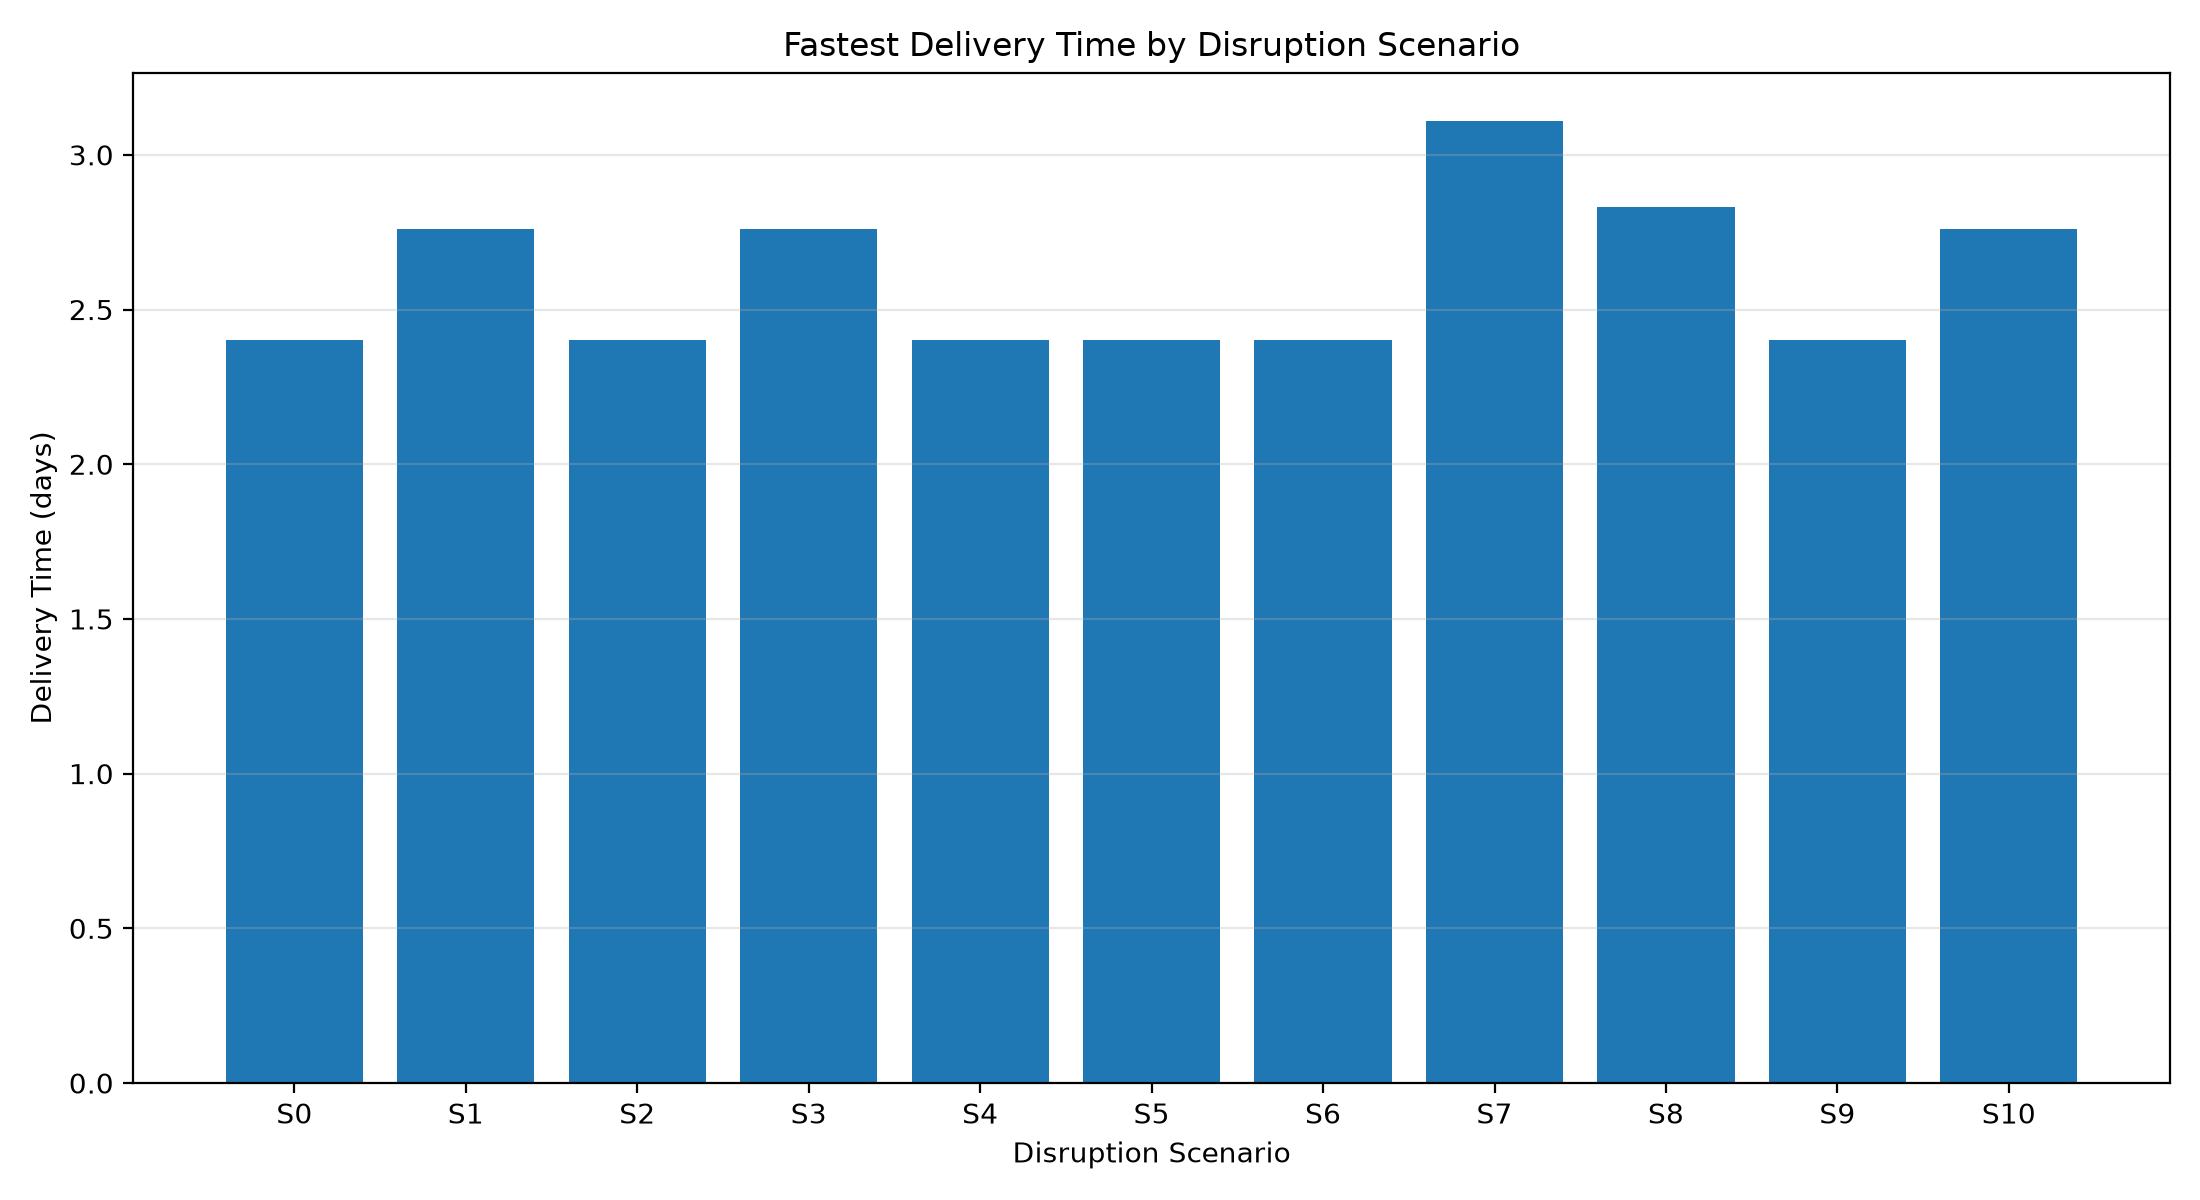 Fastest Delivery Time by Disruption Scenario
Delivery Time (days)
3.0
2.5
2.0
1.5
1.0
0.5
0.0
S0 S1 S2 S3 S4 S5 S6 S7 S8 S9 S10
Disruption Scenario